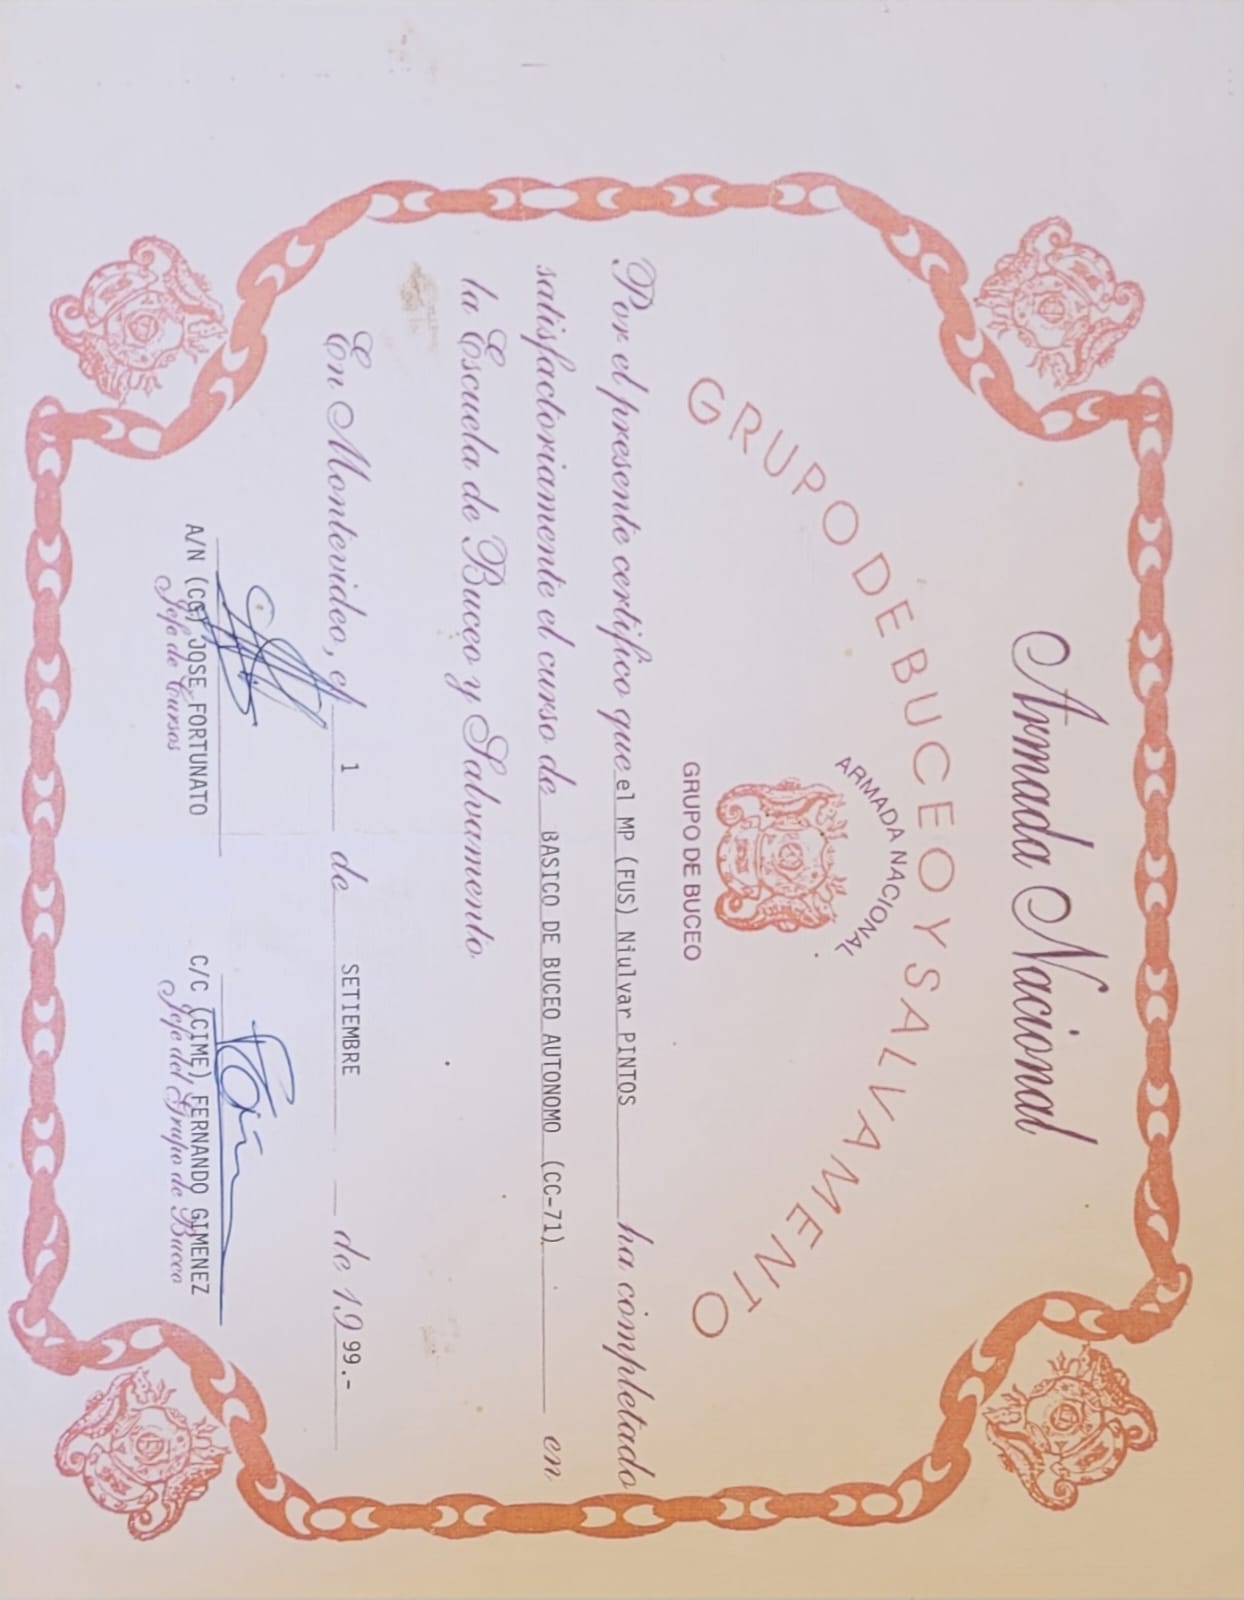 Armada Nacional
GRUPO DE BUCEO Y SALVAMENTO
ARMADA NACIONAL
GRUPO DE BUCEO
Por el presente certifico que el MP (FUS) Niulvar PINTOS ha completado
satisfactoriamente el curso de BASICO DE BUCEO AUTONOMO (CC-71) en
la Escuela de Buceo y Salvamento
En Montevideo, el 1 de SETIEMBRE de 1999.-
A/N (CG) JOSE FORTUNATO
Jefe de Cursos
C/C (CIME) FERNANDO GIMENEZ
Jefe del Grupo de Buceo